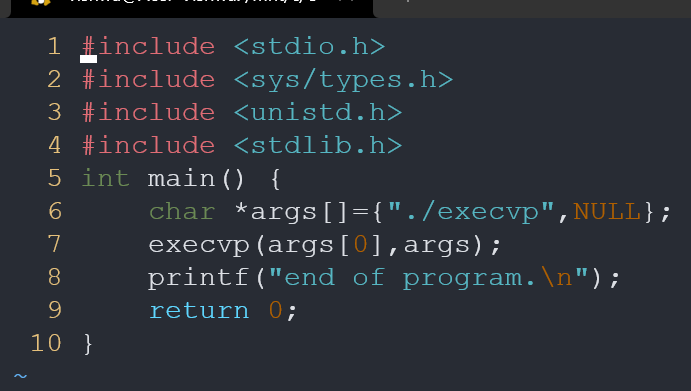 1 #include <stdio.h>
2 #include <sys/types.h>
3 #include <unistd.h>
4 #include <stdlib.h>
5 int main() {
6     char *args[]={"./execvp",NULL};
7     execvp(args[0],args);
8     printf("end of program.\n");
9     return 0;
10 }
~